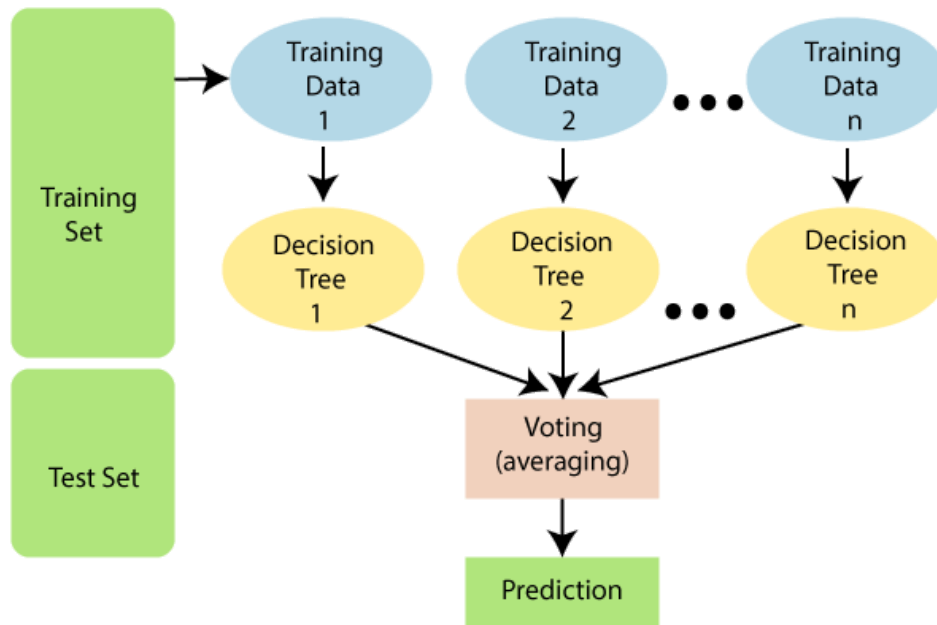 Training
Set
Test Set
Training
Data
1
Training
Data
2
Training
Data
n
Decision
Tree
1
Decision
Tree
2
Decision
Tree
n
Voting
(averaging)
Prediction